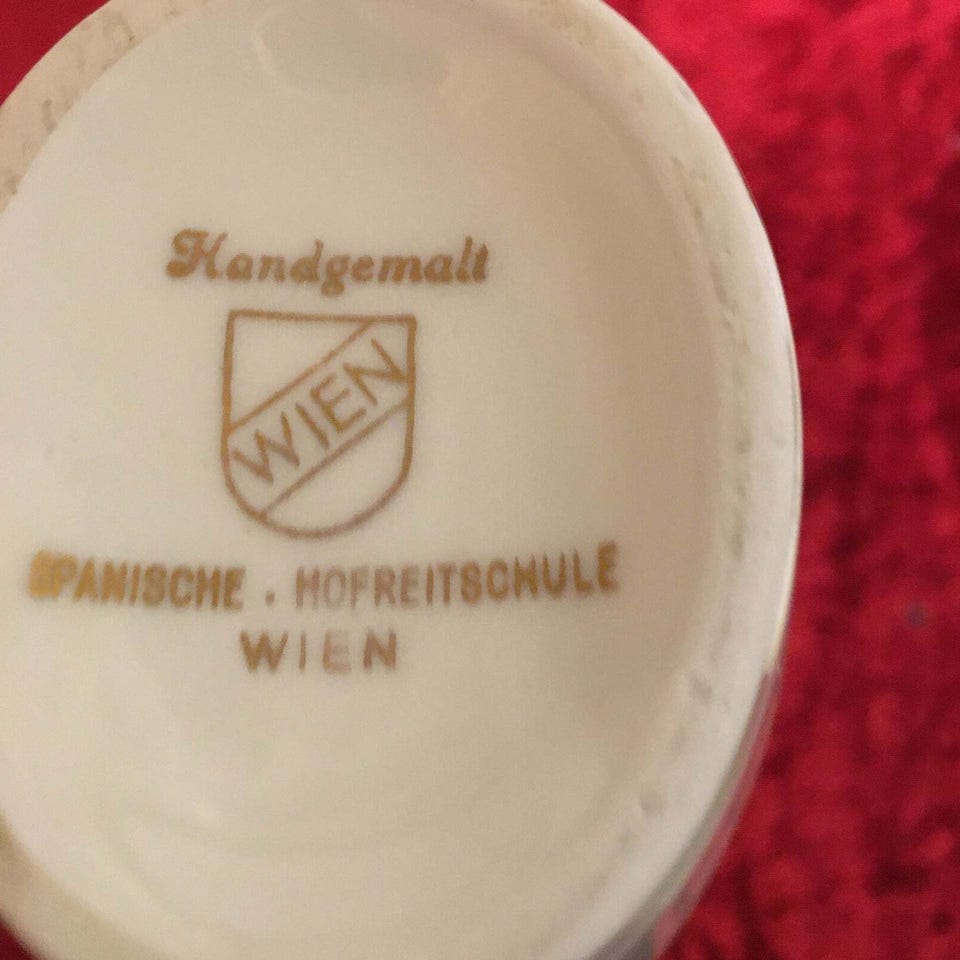 Handgemalt
WIEN
SPANISCHE . HOFREITSCHULE
WIEN